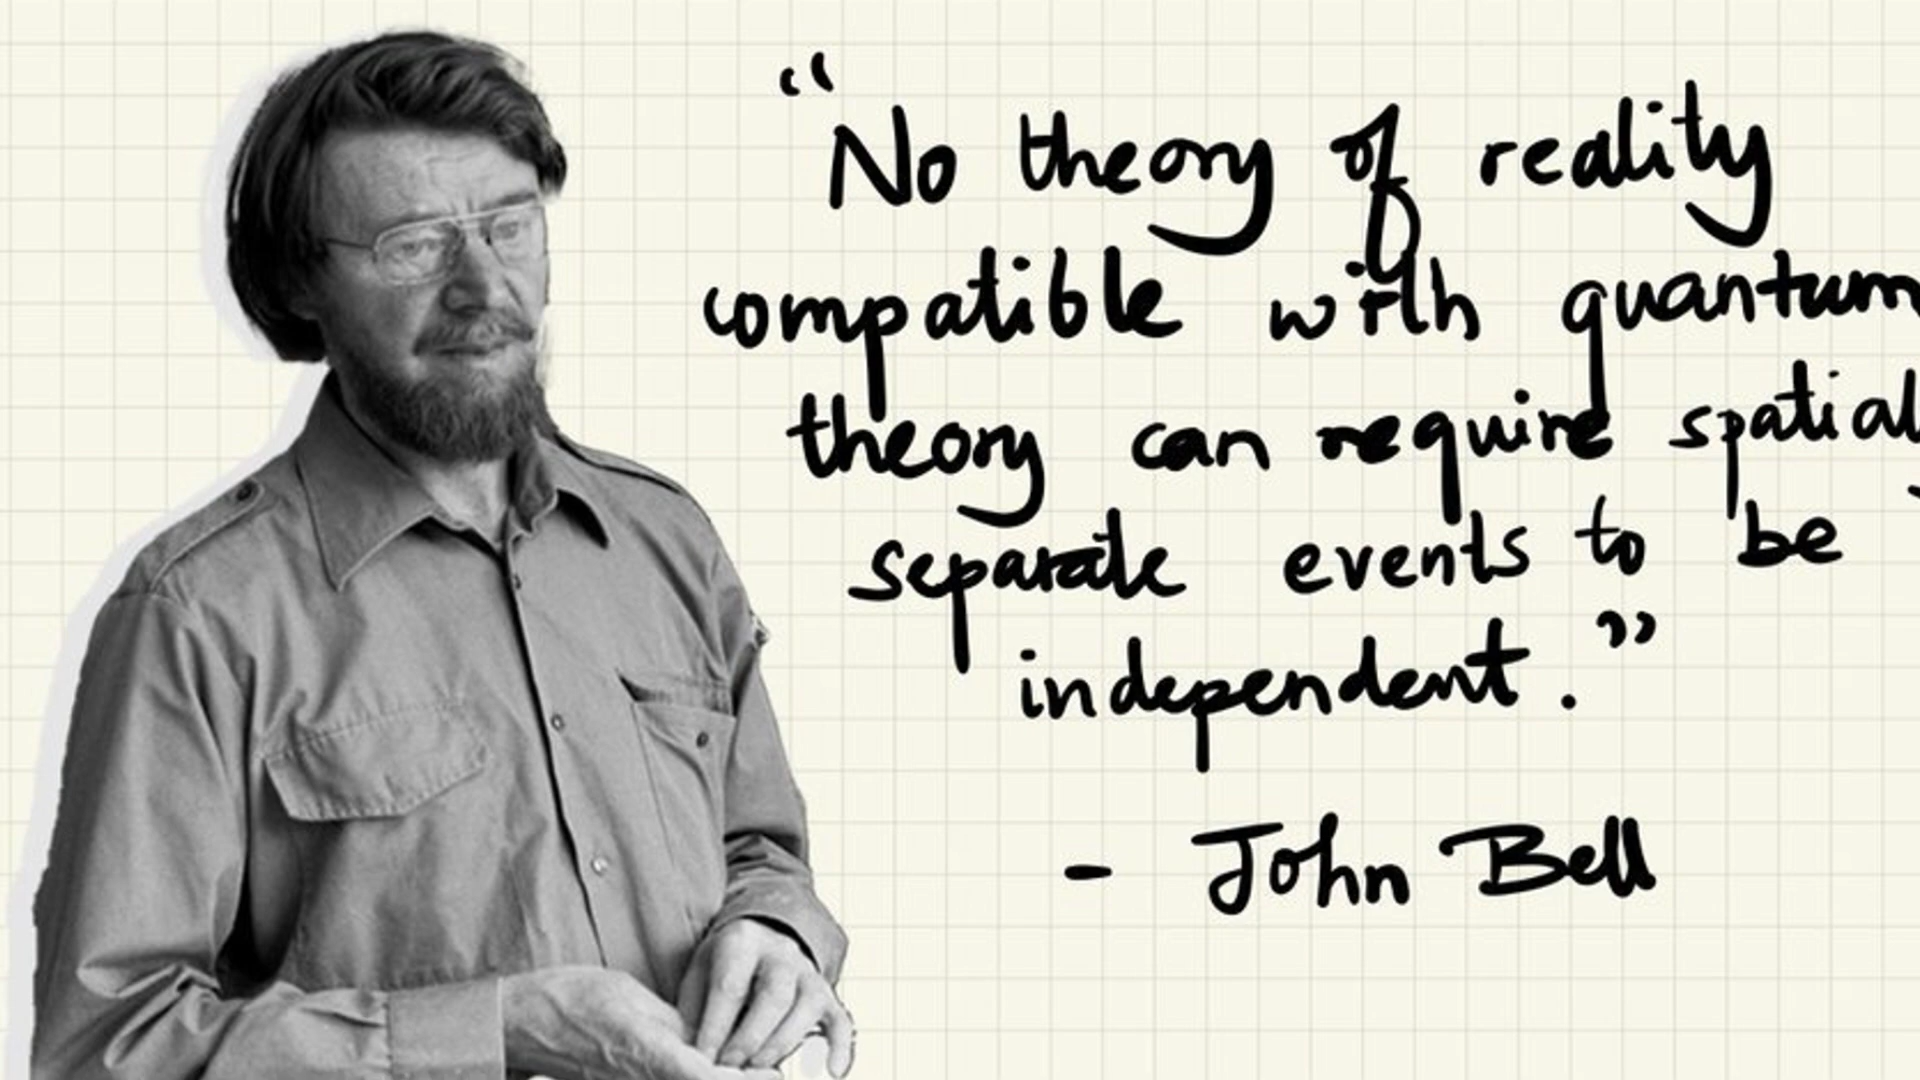 “No theory of reality
compatible with quantum
theory can require spatial
separate events to be
independent.”
- John Bell